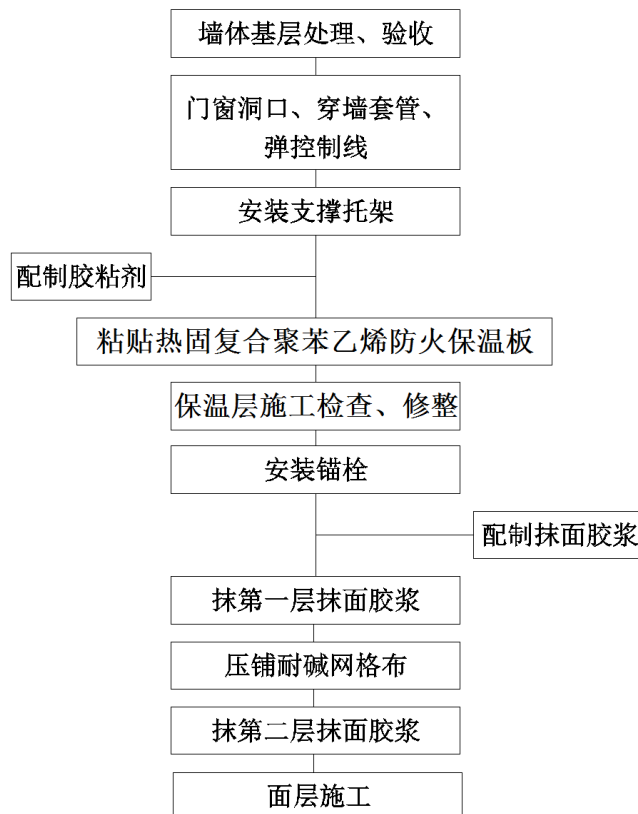 墙体基层处理、验收
门窗洞口、穿墙套管、
弹控制线
安装支撑托架
配制胶粘剂
粘贴热固复合聚苯乙烯防火保温板
保温层施工检查、修整
安装锚栓
配制抹面胶浆
抹第一层抹面胶浆
压铺耐碱网格布
抹第二层抹面胶浆
面层施工